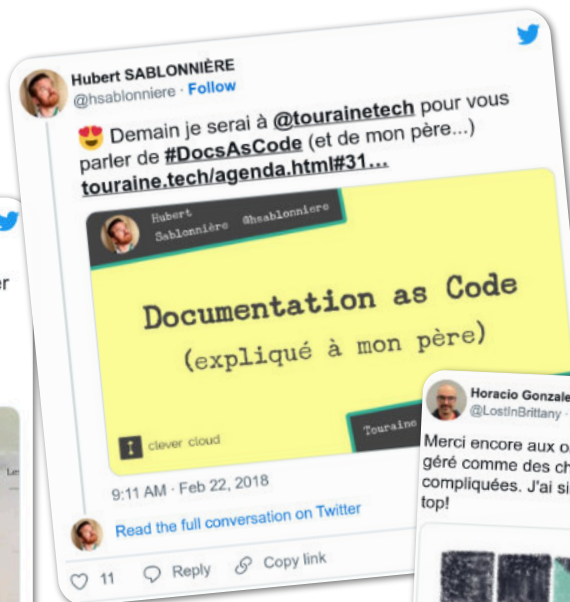 Hubert SABLONNIÈRE
@hsablonniere · Follow
😍 Demain je serai à @tourainetech pour vous
parler de #DocsAsCode (et de mon père...)
touraine.tech/agenda.html#31…
Hubert
Sablonnière @hsablonniere
Documentation as Code
(expliqué à mon père)
clever cloud
Touraine
9:11 AM · Feb 22, 2018
Read the full conversation on Twitter
11 Reply Copy link
Horacio Gonzale
@LostInBrittany ·
Merci encore aux o
géré comme des ch
compliquées. J'ai si
top!
er
Le